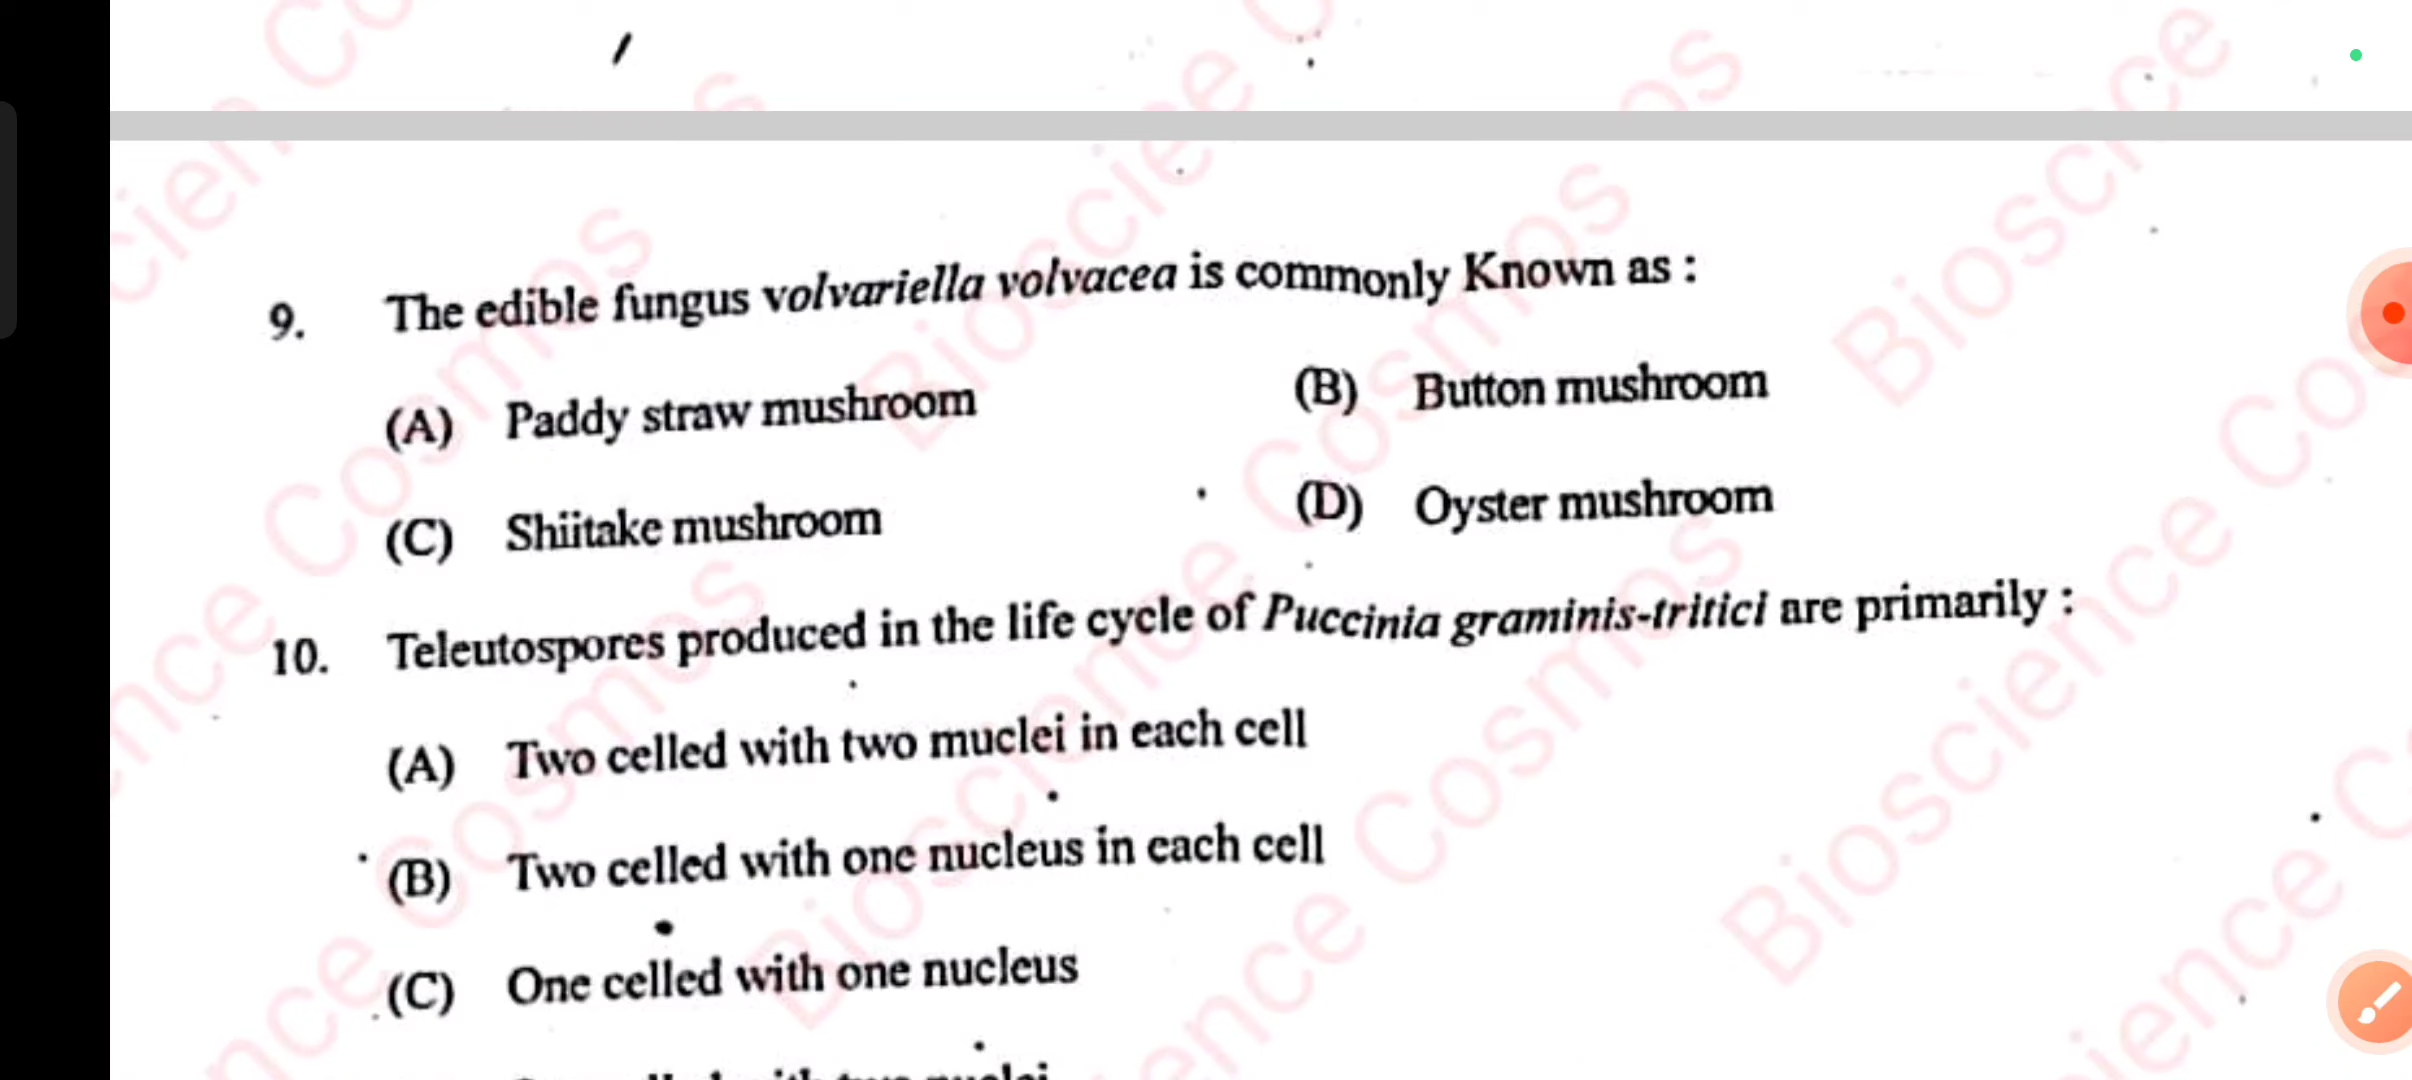 9. The edible fungus volvariella volvacea is commonly Known as :
(A) Paddy straw mushroom (B) Button mushroom
(C) Shiitake mushroom (D) Oyster mushroom
10. Teleutospores produced in the life cycle of Puccinia graminis-tritici are primarily :
(A) Two celled with two muclei in each cell
(B) Two celled with one nucleus in each cell
(C) One celled with one nucleus
Bioscience Cosmos